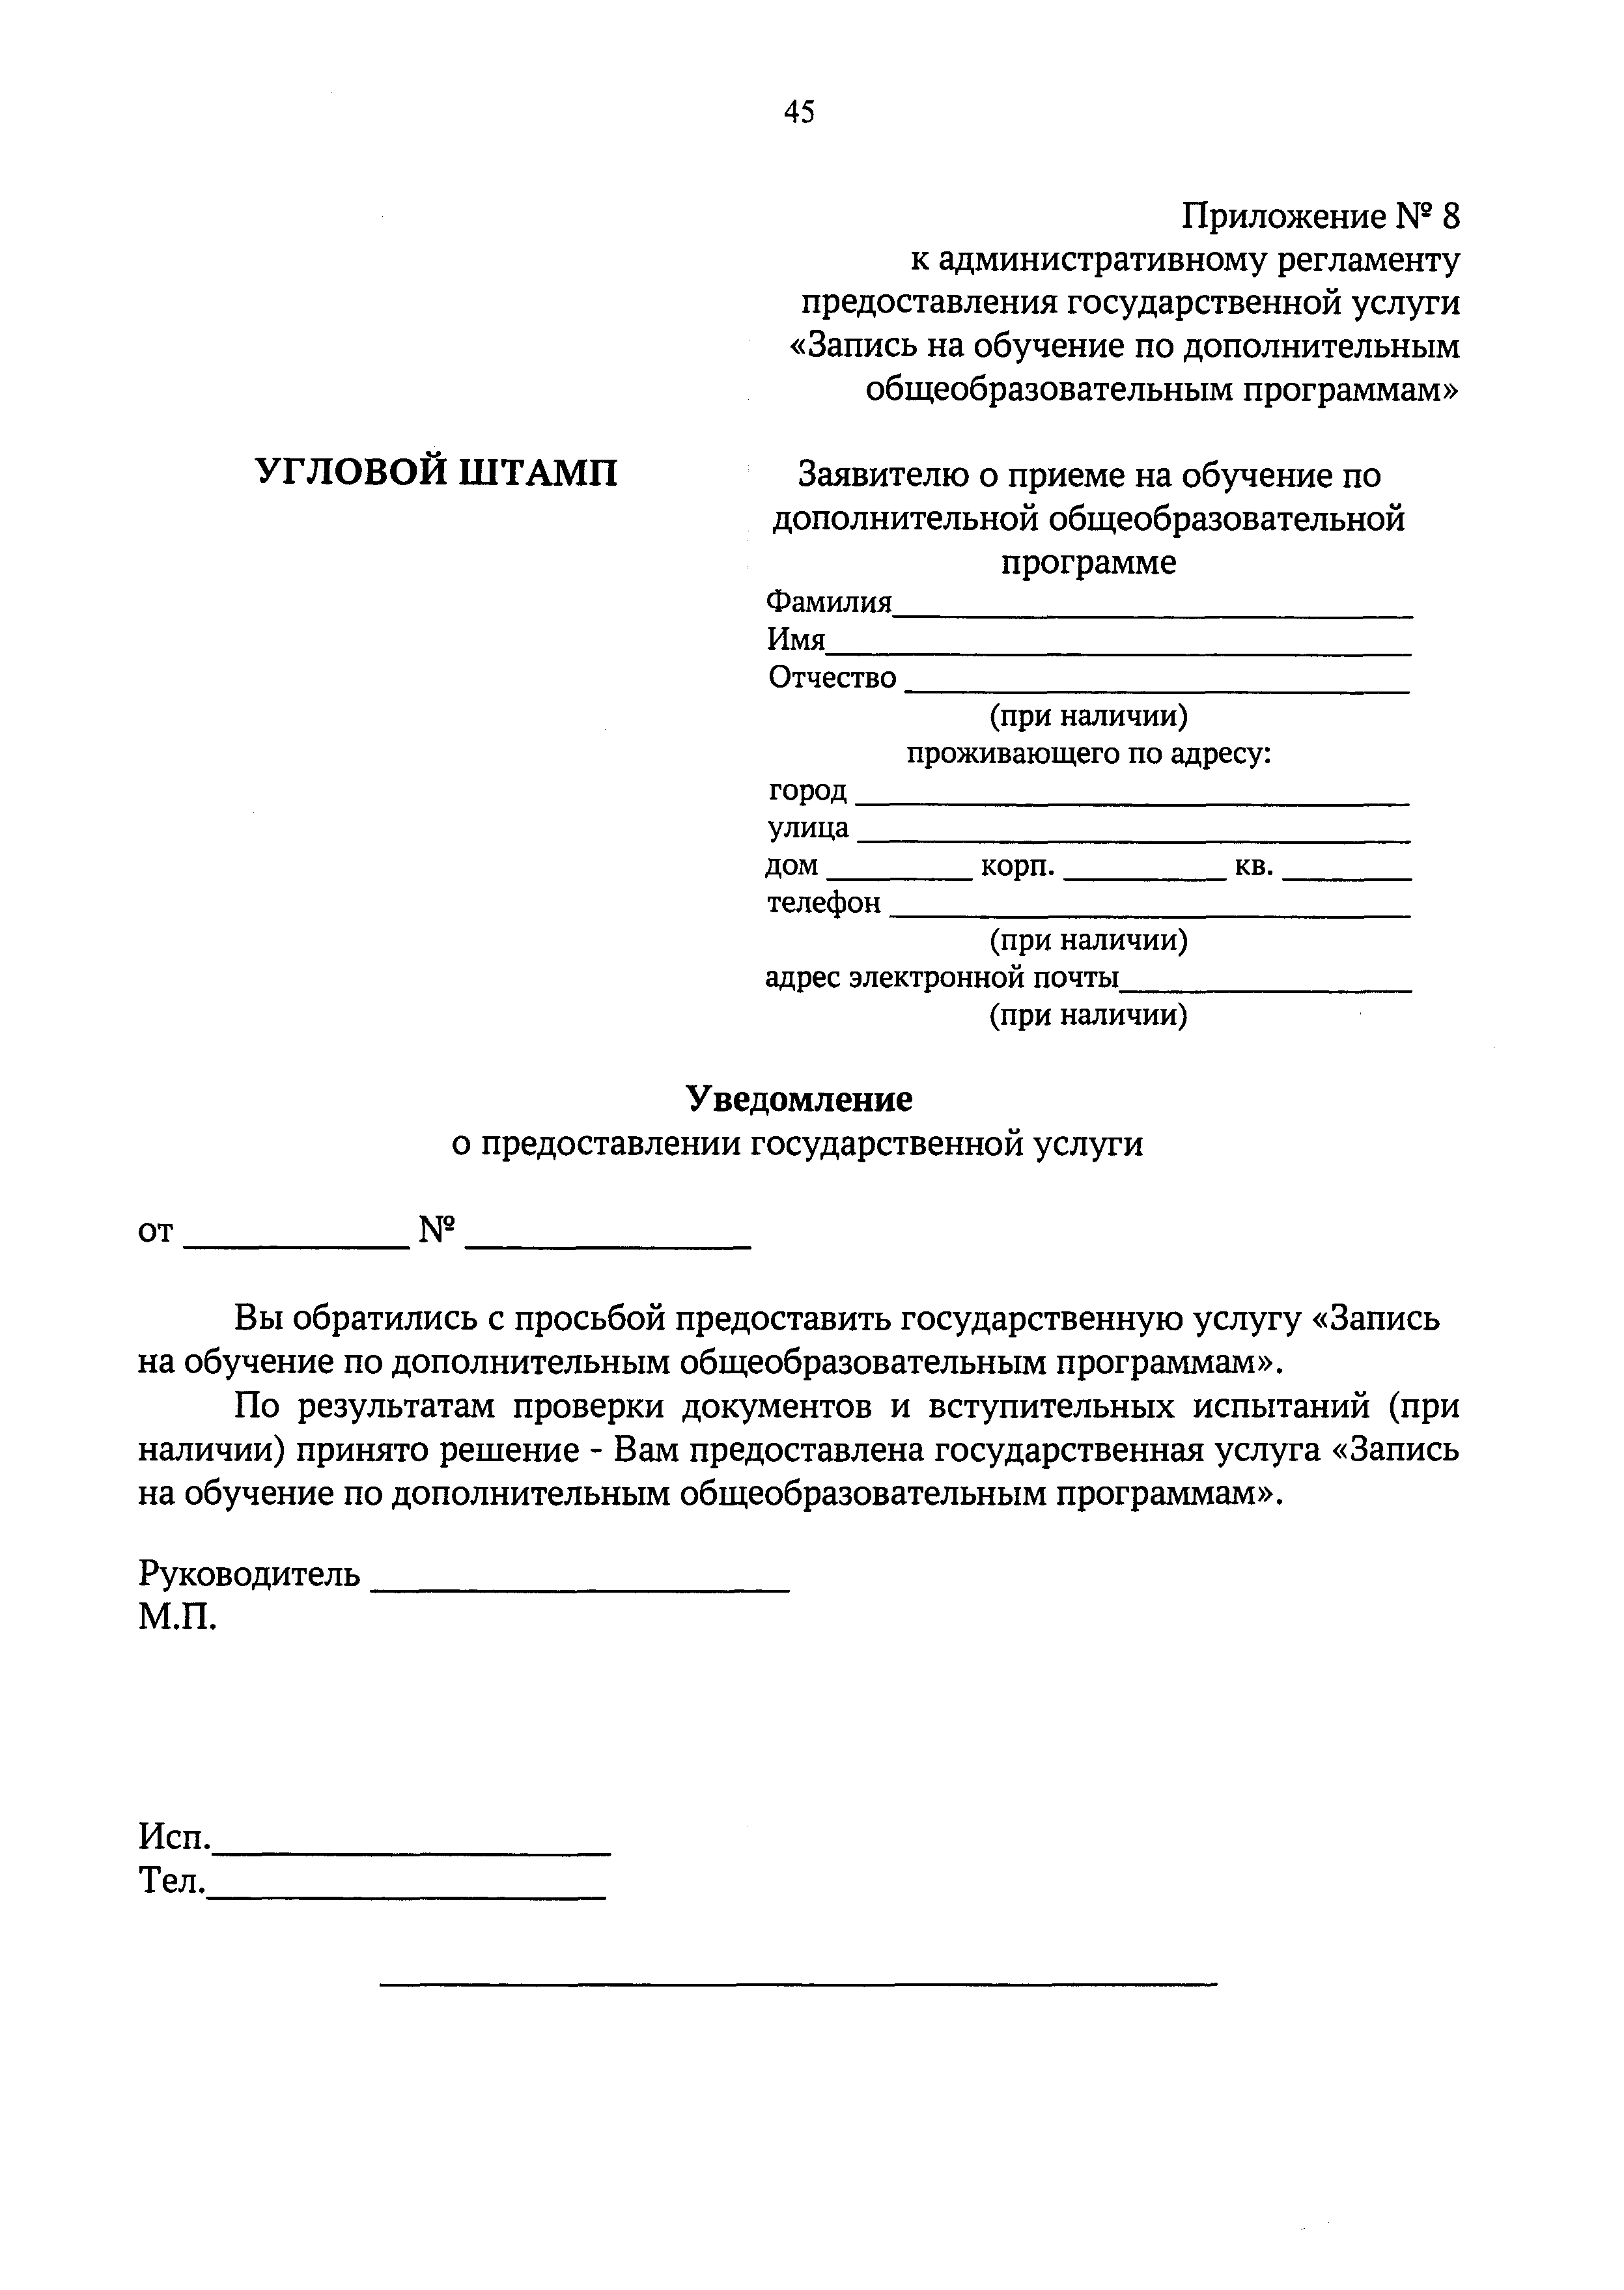 45
Приложение № 8
к административному регламенту
предоставления государственной услуги
«Запись на обучение по дополнительным
общеобразовательным программам»
УГЛОВОЙ ШТАМП
Заявителю о приеме на обучение по
дополнительной общеобразовательной
программе
Фамилия
Имя
Отчество
(при наличии)
проживающего по адресу:
город
улица
дом корп. кв.
телефон
(при наличии)
адрес электронной почты
(при наличии)
Уведомление
о предоставлении государственной услуги
от № 
Вы обратились с просьбой предоставить государственную услугу «Запись
на обучение по дополнительным общеобразовательным программам».
По результатам проверки документов и вступительных испытаний (при
наличии) принято решение - Вам предоставлена государственная услуга «Запись
на обучение по дополнительным общеобразовательным программам».
Руководитель
М.П.
Исп.
Тел.